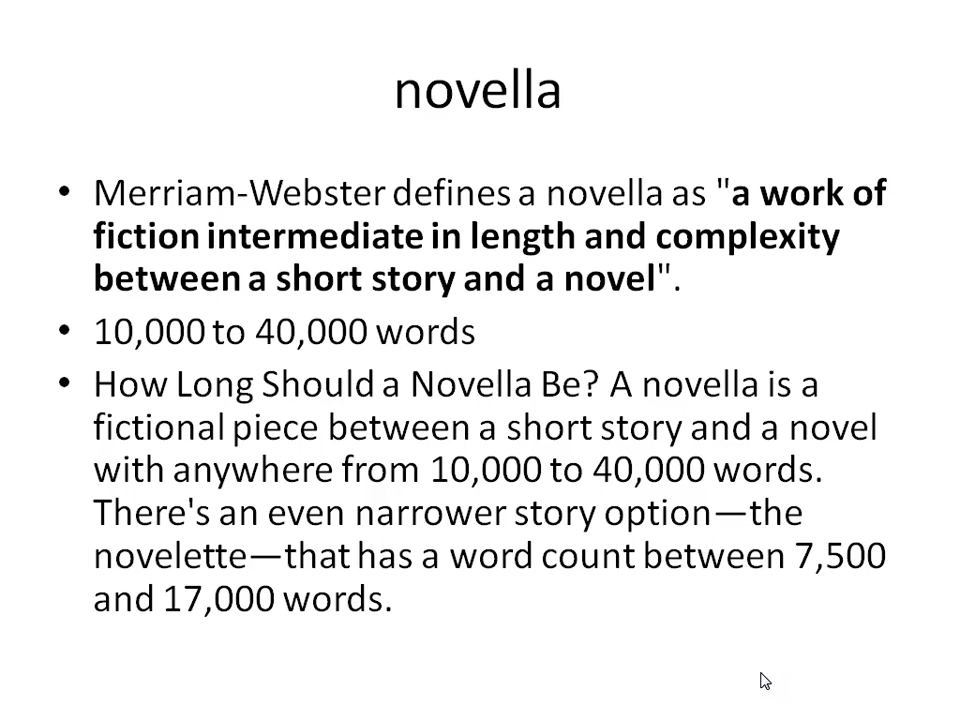 novella
• Merriam-Webster defines a novella as "a work of
fiction intermediate in length and complexity
between a short story and a novel".
• 10,000 to 40,000 words
• How Long Should a Novella Be? A novella is a
fictional piece between a short story and a novel
with anywhere from 10,000 to 40,000 words.
There's an even narrower story option—the
novelette—that has a word count between 7,500
and 17,000 words.